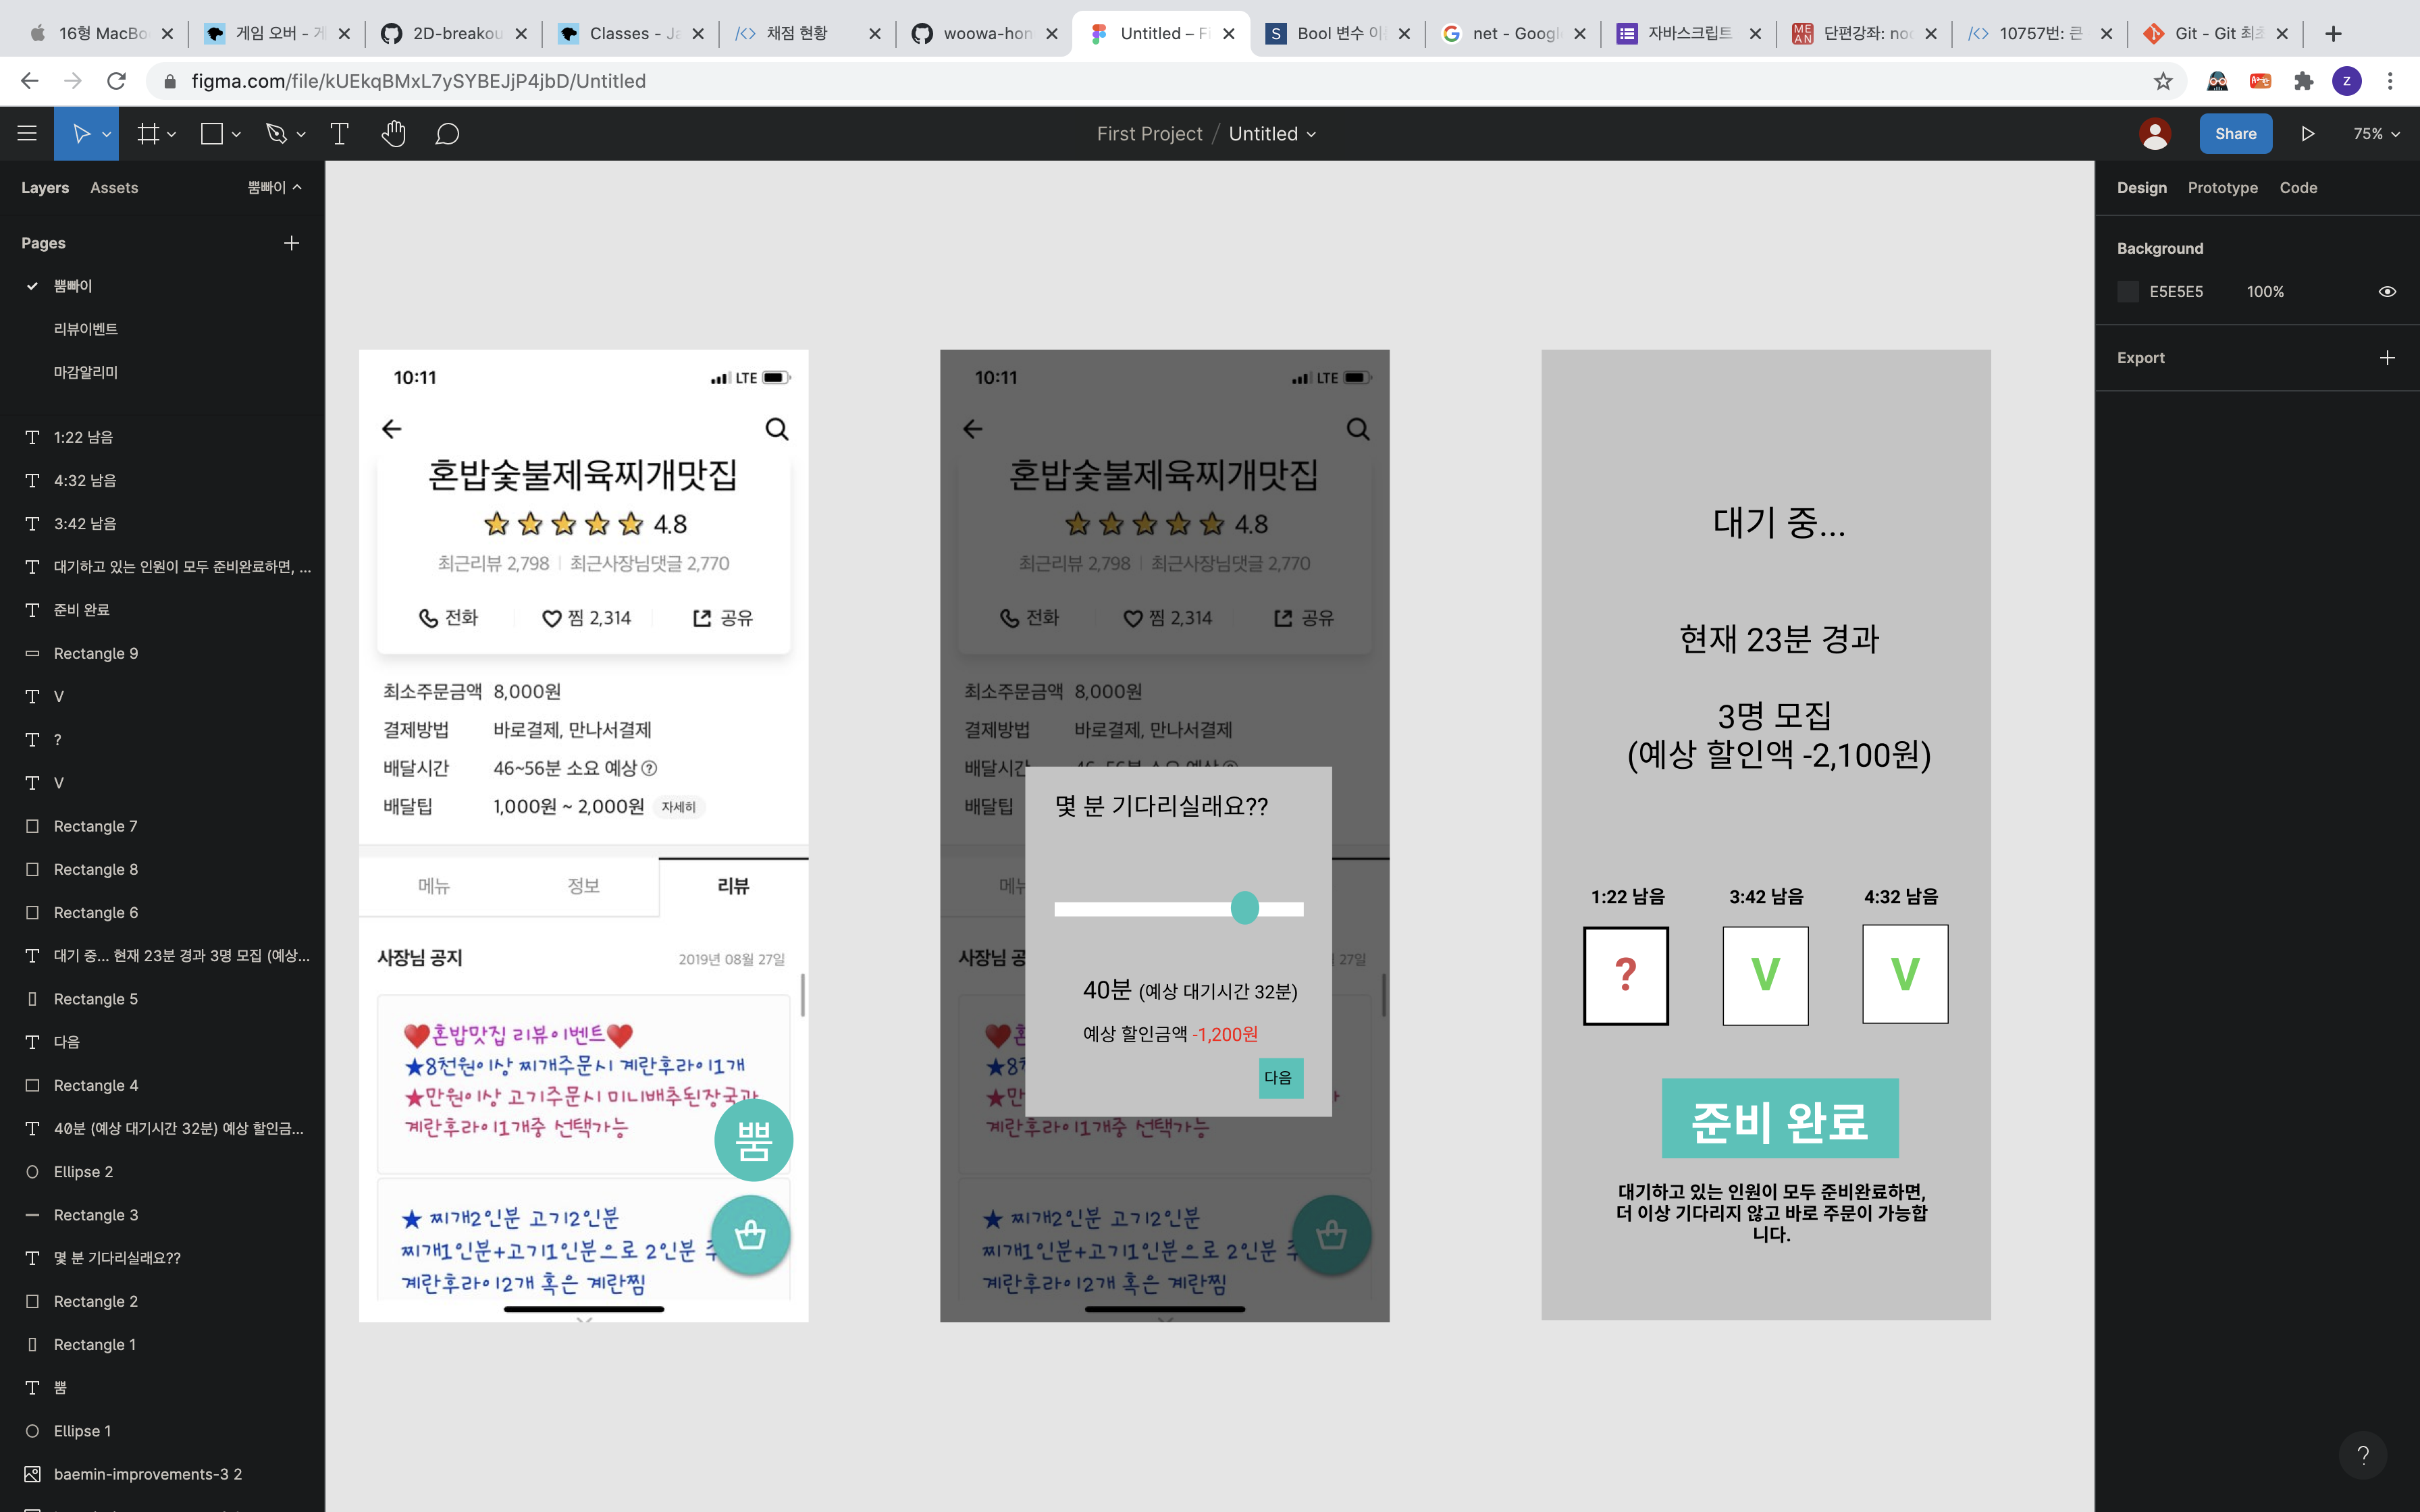 16형 MacBo
게임 오버 - 게
2D-breakou
Classes - Ja
채점 현황
woowa-hon
Untitled – Fi
Bool 변수 이
net - Googl
자바스크립트
단편강좌: noc
10757번: 큰
Git - Git 최초
figma.com/file/kUEkqBMxL7ySYBEJjP4jbD/Untitled
First Project / Untitled
Share
75%
Layers
Assets
뿜빠이
Pages
뿜빠이
리뷰이벤트
마감알리미
1:22 남음
4:32 남음
3:42 남음
대기하고 있는 인원이 모두 준비완료하면, ...
준비 완료
Rectangle 9
V
?
V
Rectangle 7
Rectangle 8
Rectangle 6
대기 중... 현재 23분 경과 3명 모집 (예상...
Rectangle 5
다음
Rectangle 4
40분 (예상 대기시간 32분) 예상 할인금...
Ellipse 2
Rectangle 3
몇 분 기다리실래요??
Rectangle 2
Rectangle 1
뿜
Ellipse 1
baemin-improvements-3 2
10:11
LTE
혼밥숯불제육찌개맛집
4.8
최근리뷰 2,798
최근사장님댓글 2,770
전화
찜 2,314
공유
최소주문금액 8,000원
결제방법 바로결제, 만나서결제
배달시간 46~56분 소요 예상
배달팁 1,000원 ~ 2,000원 자세히
메뉴
정보
리뷰
사장님 공지
2019년 08월 27일
❤️혼밥맛집 리뷰이벤트❤️
★8천원이상 찌개주문시 계란후라이1개
★만원이상 고기주문시 미니배추된장국과
계란후라이1개중 선택가능
뿜
★ 찌개2인분 고기2인분
찌개1인분+고기1인분으로 2인분 주
계란후라이2개 혹은 계란찜
10:11
LTE
혼밥숯불제육찌개맛집
4.8
최근리뷰 2,798
최근사장님댓글 2,770
전화
찜 2,314
공유
최소주문금액 8,000원
결제방법 바로결제, 만나서결제
배달시간
배달팁
몇 분 기다리실래요??
메뉴
사장님 공
27일
40분 (예상 대기시간 32분)
예상 할인금액 -1,200원
다음
계란후라이1개중 선택가능
★ 찌개2인분 고기2인분
찌개1인분+고기1인분으로 2인분 주
계란후라이2개 혹은 계란찜
대기 중...
현재 23분 경과
3명 모집
(예상 할인액 -2,100원)
1:22 남음
3:42 남음
4:32 남음
?
V
V
준비 완료
대기하고 있는 인원이 모두 준비완료하면,
더 이상 기다리지 않고 바로 주문이 가능합
니다.
Design
Prototype
Code
Background
E5E5E5
100%
Export
?